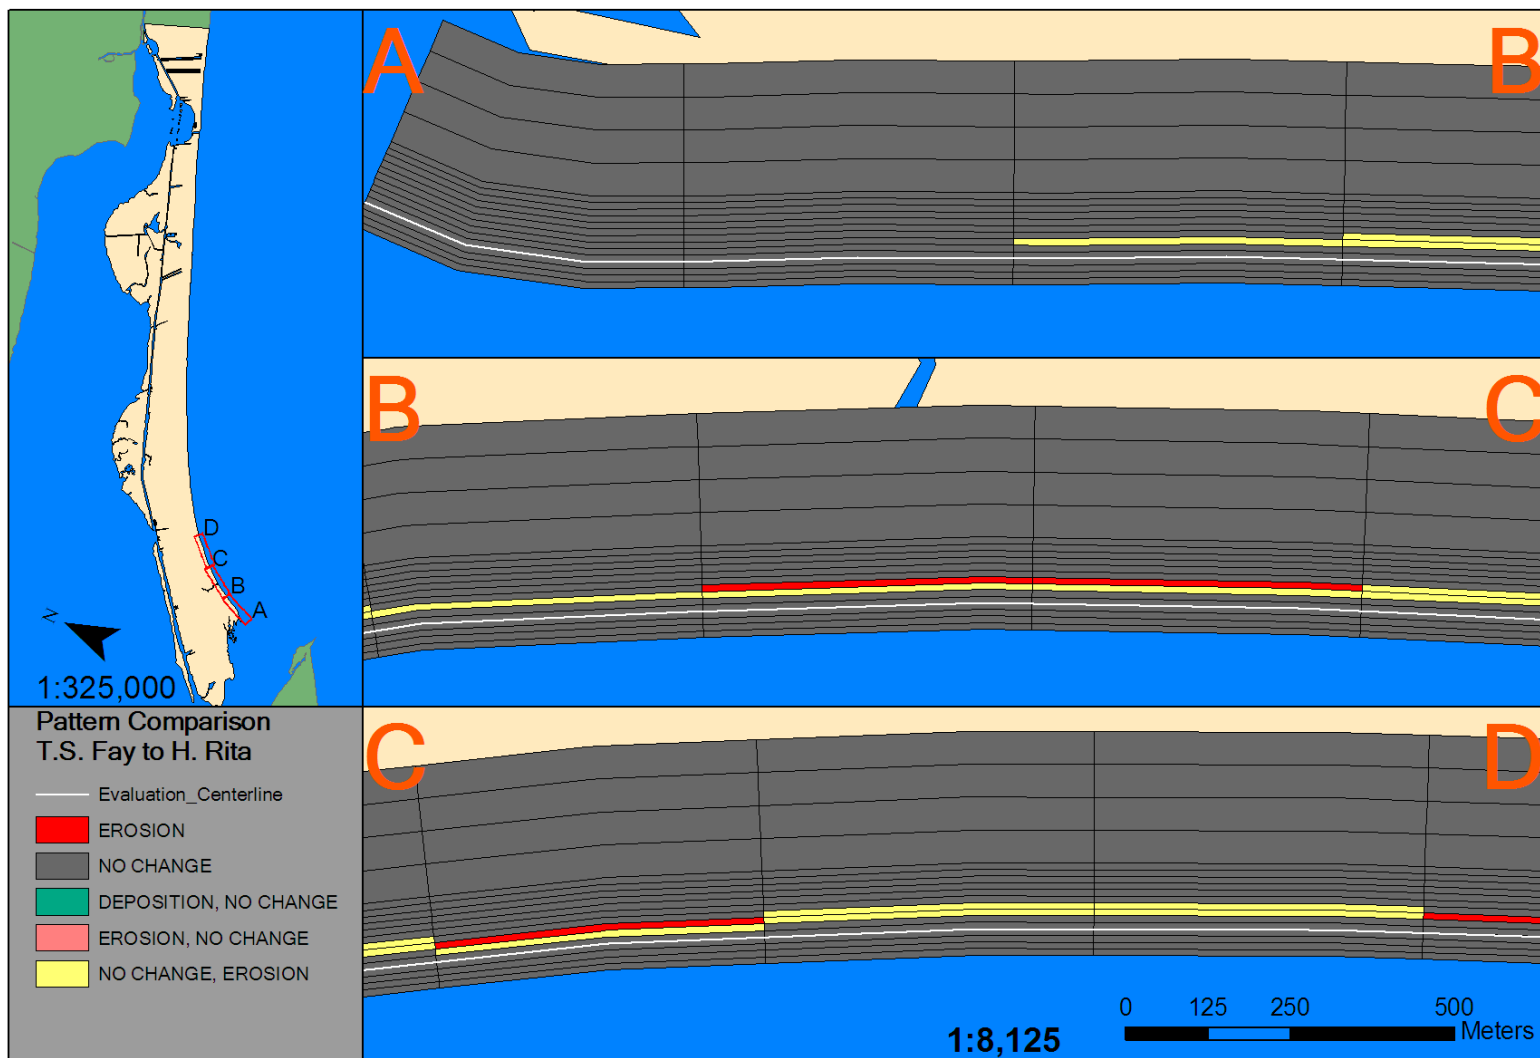 A
B
D
C
B
A
N
1:325,000
B
C
Pattern Comparison
T.S. Fay to H. Rita
Evaluation_Centerline
EROSION
NO CHANGE
DEPOSITION, NO CHANGE
EROSION, NO CHANGE
NO CHANGE, EROSION
C
D
0 125 250 500
Meters
1:8,125